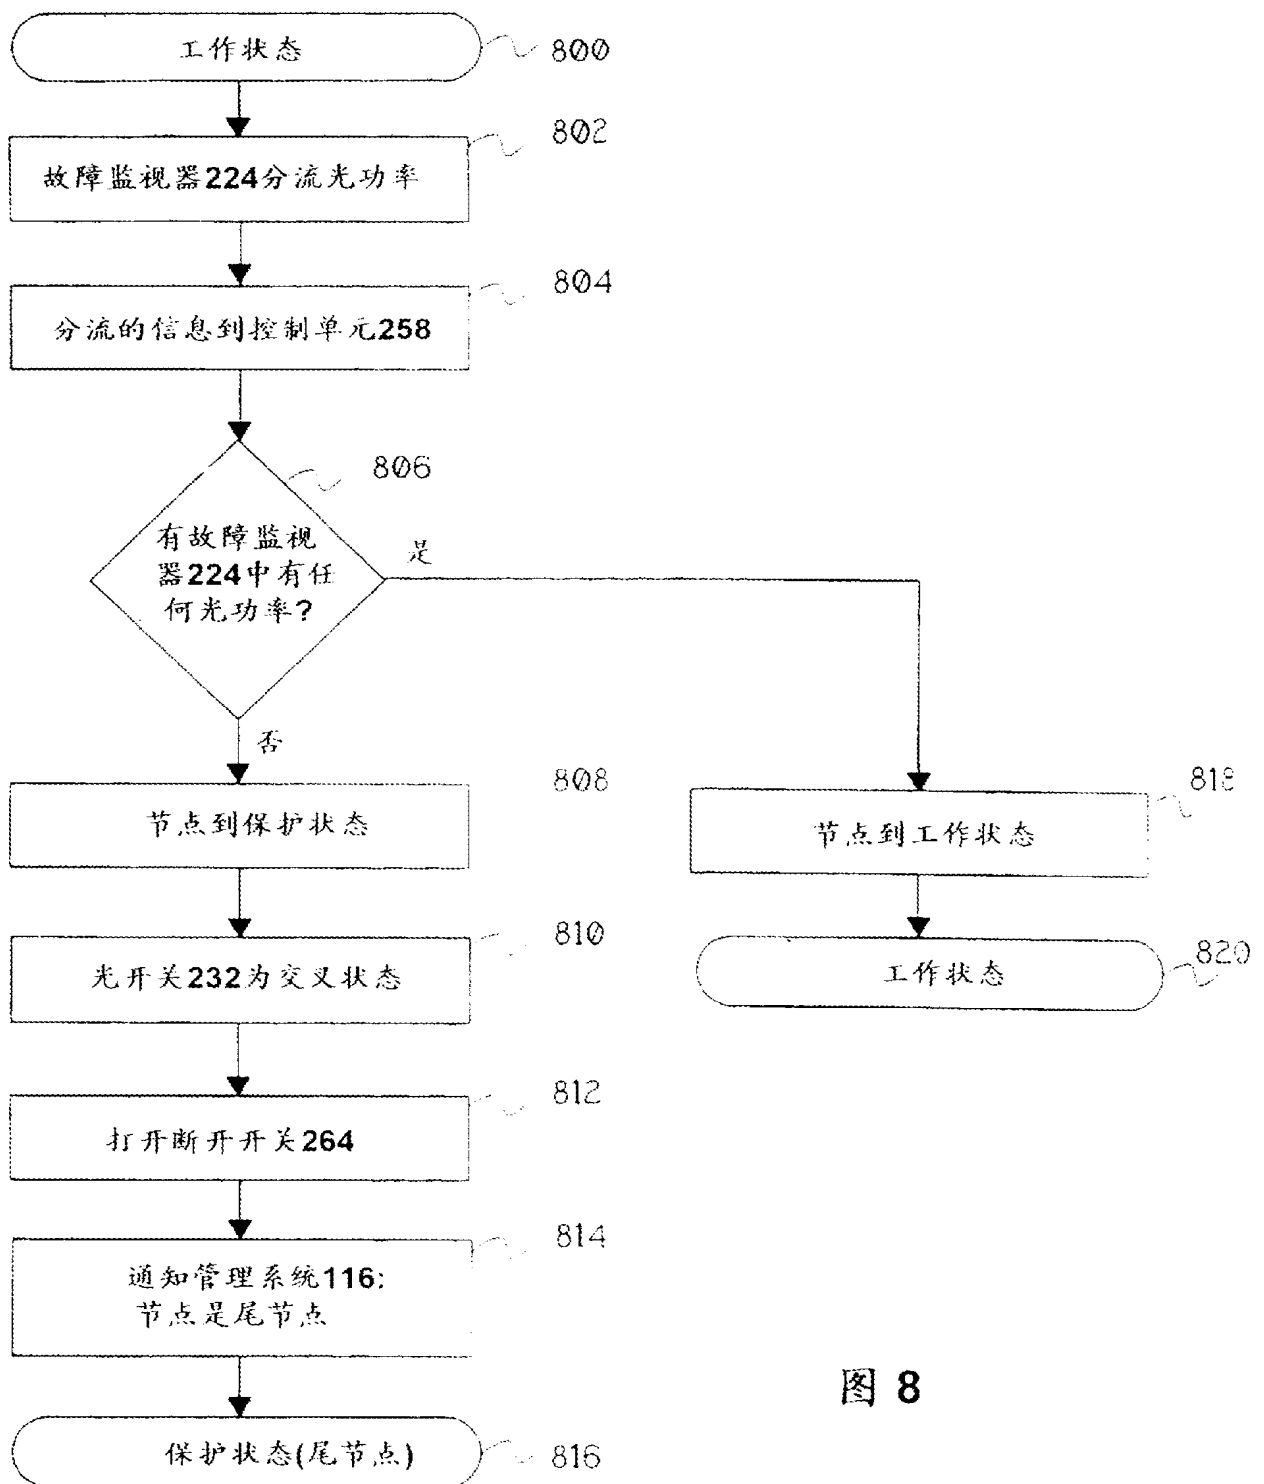 工作状态
800
802
故障监视器224分流光功率
804
分流的信息到控制单元258
806
有故障监视
器224中有任
何光功率?
是
否
808
节点到保护状态
818
节点到工作状态
810
光开关232为交叉状态
820
工作状态
812
打开断开开关264
814
通知管理系统116:
节点是尾节点
保护状态(尾节点)
816
图 8